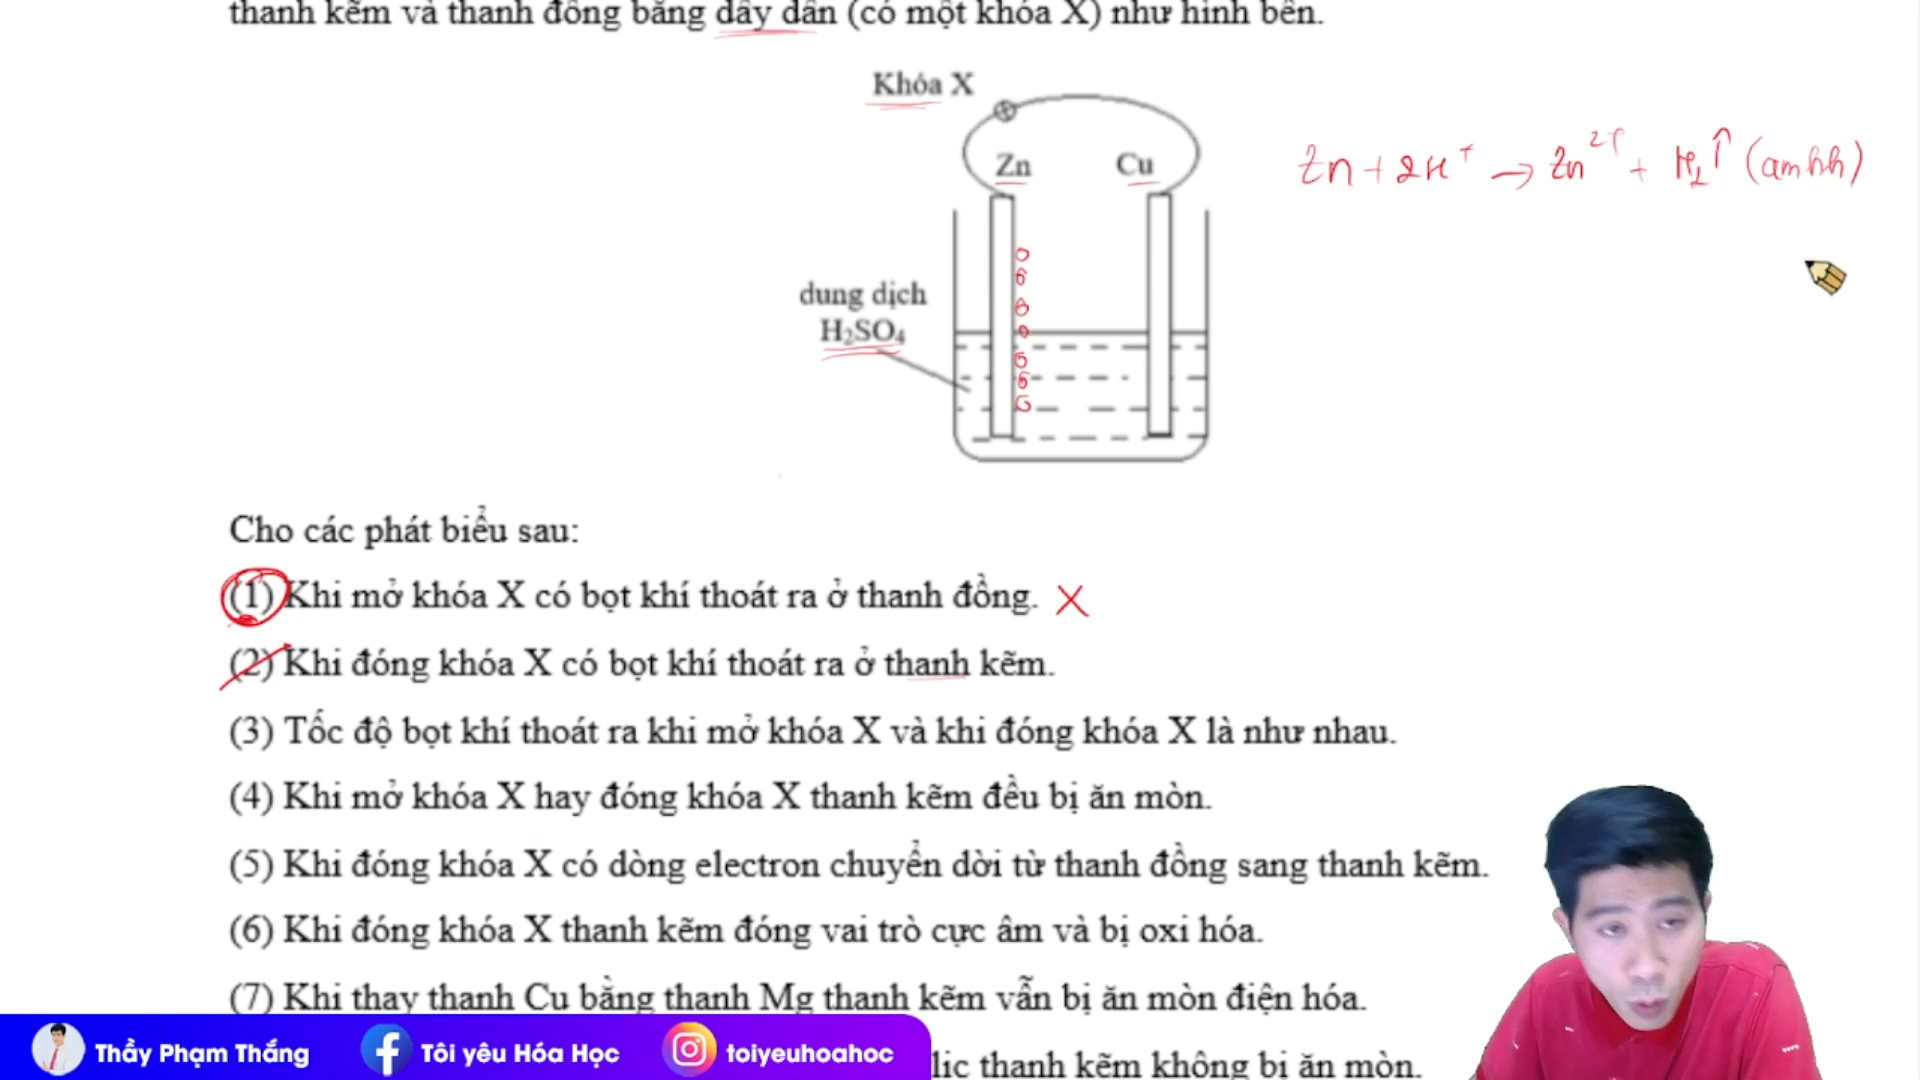 thanh kẽm và thanh đồng bằng dây dẫn (có một khóa X) như hình bên.
Khóa X
Zn
Cu
Zn + 2H⁺ → Zn²⁺ + H₂↑ (amhh)
dung dịch
H₂SO₄
Cho các phát biểu sau:
(1) Khi mở khóa X có bọt khí thoát ra ở thanh đồng. X
(2) Khi đóng khóa X có bọt khí thoát ra ở thanh kẽm.
(3) Tốc độ bọt khí thoát ra khi mở khóa X và khi đóng khóa X là như nhau.
(4) Khi mở khóa X hay đóng khóa X thanh kẽm đều bị ăn mòn.
(5) Khi đóng khóa X có dòng electron chuyển dời từ thanh đồng sang thanh kẽm.
(6) Khi đóng khóa X thanh kẽm đóng vai trò cực âm và bị oxi hóa.
(7) Khi thay thanh Cu bằng thanh Mg thanh kẽm vẫn bị ăn mòn điện hóa.
lic thanh kẽm không bị ăn mòn.
Thầy Phạm Thắng
Tôi yêu Hóa Học
toiyeuhoahoc